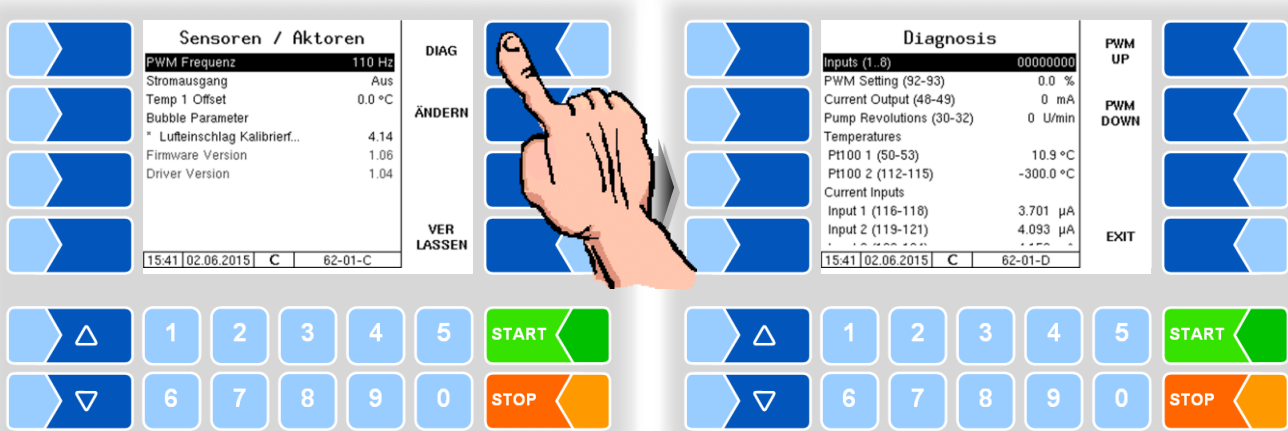 Sensoren / Aktoren
PWM Frequenz 110 Hz
Stromausgang Aus
Temp 1 Offset 0.0 °C
Bubble Parameter
* Lufteinschlag Kalibrierf...  4.14
Firmware Version 1.06
Driver Version 1.04
15:41 02.06.2015 C 62-01-C
DIAG
ÄNDERN
VER
LASSEN
1 2 3 4 5 START
6 7 8 9 0 STOP
Diagnosis
Inputs (1..8) 00000000
PWM Setting (92-93) 0.0 %
Current Output (48-49) 0 mA
Pump Revolutions (30-32) 0 U/min
Temperatures
Pt100 1 (50-53) 10.9 °C
Pt100 2 (112-115) -300.0 °C
Current Inputs
Input 1 (116-118) 3.701 µA
Input 2 (119-121) 4.093 µA
15:41 02.06.2015 C 62-01-D
PWM
UP
PWM
DOWN
EXIT
1 2 3 4 5 START
6 7 8 9 0 STOP